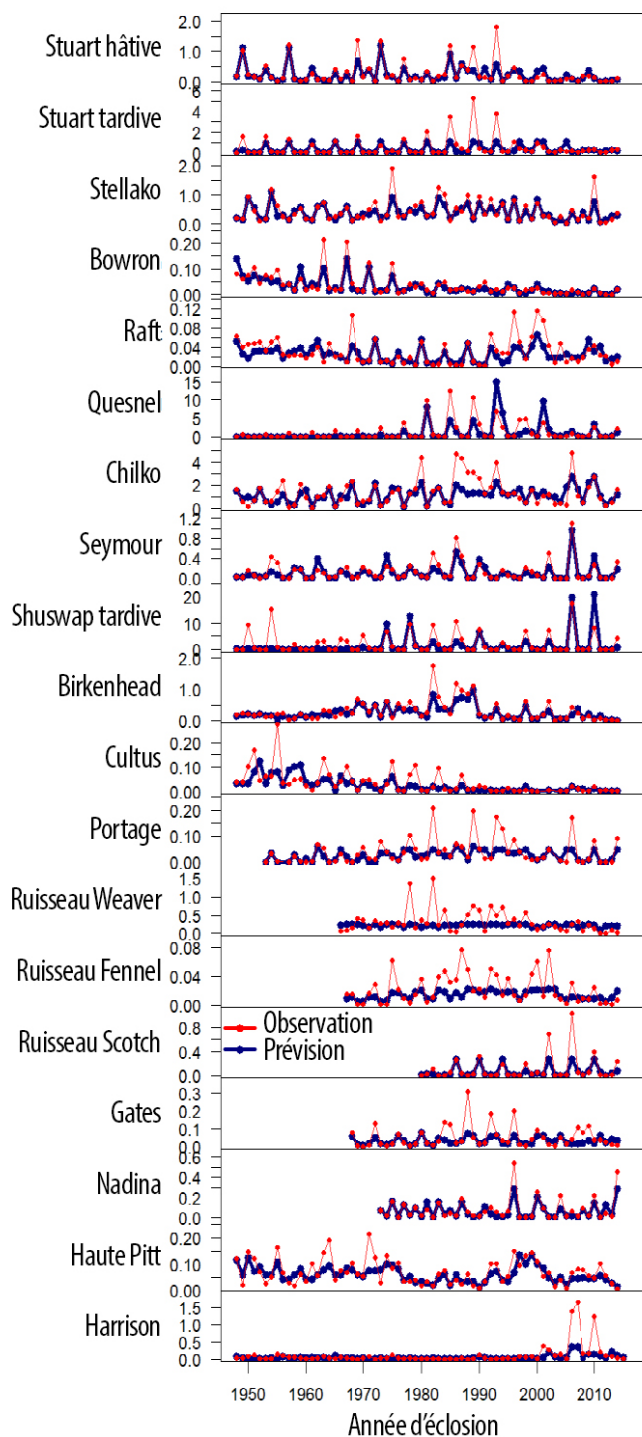 Stuart hâtive
2.0
1.0
0.0
Stuart tardive
6
4
2
0
Stellako
2.0
1.0
0.0
Bowron
0.20
0.10
0.00
Raft
0.12
0.08
0.04
0.00
Quesnel
15
10
5
0
Chilko
4
2
0
Seymour
1.2
0.8
0.4
0.0
Shuswap tardive
20
10
0
Birkenhead
2.0
1.0
0.0
Cultus
0.20
0.10
0.00
Portage
0.20
0.10
0.00
Ruisseau Weaver
1.5
1.0
0.5
0.0
Ruisseau Fennel
0.08
0.04
0.00
Ruisseau Scotch
0.8
0.4
0.0
Observation
Prévision
Gates
0.3
0.2
0.1
0.0
Nadina
0.6
0.4
0.2
0.0
Haute Pitt
0.20
0.10
0.00
Harrison
1.5
1.0
0.5
0.0
1950 1960 1970 1980 1990 2000 2010
Année d'éclosion